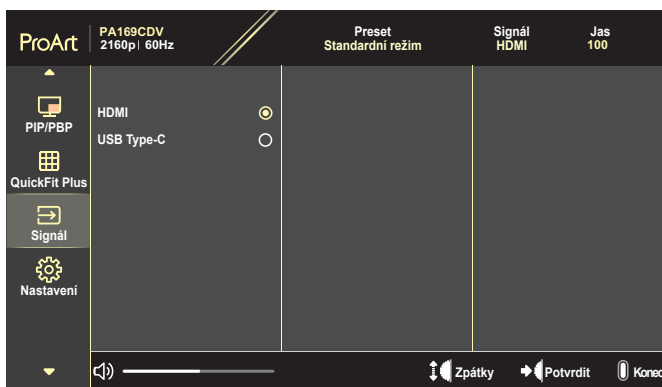 ProArt
PA169CDV
2160p 60Hz
Preset
Standardní režim
Signál
HDMI
Jas
100
PIP/PBP
QuickFit Plus
Signál
Nastavení
HDMI
USB Type-C
Zpátky
Potvrdit
Konec